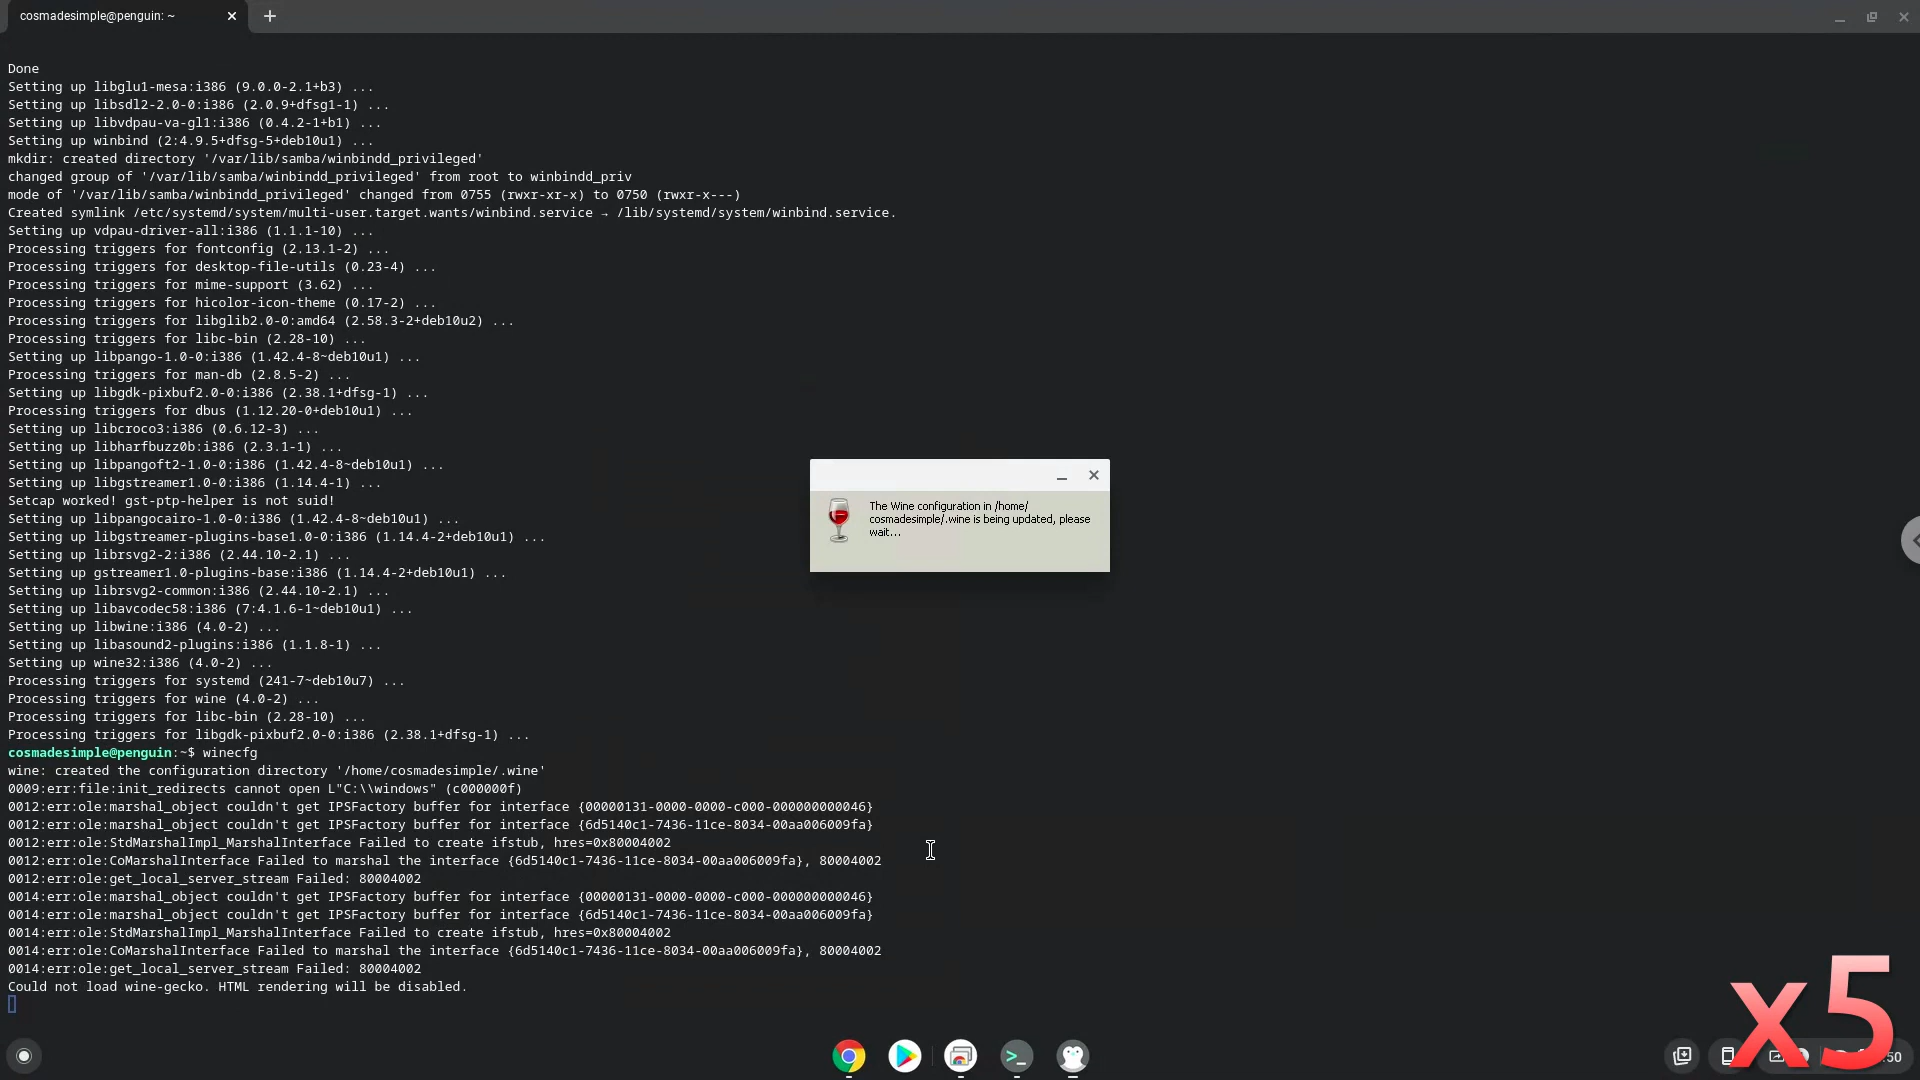 cosmadesimple@penguin: ~
Done
Setting up libglu1-mesa:i386 (9.0.0-2.1+b3) ...
Setting up libsdl2-2.0-0:i386 (2.0.9+dfsg1-1) ...
Setting up libvdpau-va-gl1:i386 (0.4.2-1+b1) ...
Setting up winbind (2:4.9.5+dfsg-5+deb10u1) ...
mkdir: created directory '/var/lib/samba/winbindd_privileged'
changed group of '/var/lib/samba/winbindd_privileged' from root to winbindd_priv
mode of '/var/lib/samba/winbindd_privileged' changed from 0755 (rwxr-xr-x) to 0750 (rwxr-x---)
Created symlink /etc/systemd/system/multi-user.target.wants/winbind.service → /lib/systemd/system/winbind.service.
Setting up vdpau-driver-all:i386 (1.1.1-10) ...
Processing triggers for fontconfig (2.13.1-2) ...
Processing triggers for desktop-file-utils (0.23-4) ...
Processing triggers for mime-support (3.62) ...
Processing triggers for hicolor-icon-theme (0.17-2) ...
Processing triggers for libglib2.0-0:amd64 (2.58.3-2+deb10u2) ...
Processing triggers for libc-bin (2.28-10) ...
Setting up libpango-1.0-0:i386 (1.42.4-8~deb10u1) ...
Processing triggers for man-db (2.8.5-2) ...
Setting up libgdk-pixbuf2.0-0:i386 (2.38.1+dfsg-1) ...
Processing triggers for dbus (1.12.20-0+deb10u1) ...
Setting up libcroco3:i386 (0.6.12-3) ...
Setting up libharfbuzz0b:i386 (2.3.1-1) ...
Setting up libpangoft2-1.0-0:i386 (1.42.4-8~deb10u1) ...
Setting up libgstreamer1.0-0:i386 (1.14.4-1) ...
Setcap worked! gst-ptp-helper is not suid!
Setting up libpangocairo-1.0-0:i386 (1.42.4-8~deb10u1) ...
Setting up libgstreamer-plugins-base1.0-0:i386 (1.14.4-2+deb10u1) ...
Setting up librsvg2-2:i386 (2.44.10-2.1) ...
Setting up gstreamer1.0-plugins-base:i386 (1.14.4-2+deb10u1) ...
Setting up librsvg2-common:i386 (2.44.10-2.1) ...
Setting up libavcodec58:i386 (7:4.1.6-1~deb10u1) ...
Setting up libwine:i386 (4.0-2) ...
Setting up libasound2-plugins:i386 (1.1.8-1) ...
Setting up wine32:i386 (4.0-2) ...
Processing triggers for systemd (241-7~deb10u7) ...
Processing triggers for wine (4.0-2) ...
Processing triggers for libc-bin (2.28-10) ...
Processing triggers for libgdk-pixbuf2.0-0:i386 (2.38.1+dfsg-1) ...
cosmadesimple@penguin:~$ winecfg
wine: created the configuration directory '/home/cosmadesimple/.wine'
0009:err:file:init_redirects cannot open L"C:\\windows" (c000000f)
0012:err:ole:marshal_object couldn't get IPSFactory buffer for interface {00000131-0000-0000-c000-000000000046}
0012:err:ole:marshal_object couldn't get IPSFactory buffer for interface {6d5140c1-7436-11ce-8034-00aa006009fa}
0012:err:ole:StdMarshalImpl_MarshalInterface Failed to create ifstub, hres=0x80004002
0012:err:ole:CoMarshalInterface Failed to marshal the interface {6d5140c1-7436-11ce-8034-00aa006009fa}, 80004002
0012:err:ole:get_local_server_stream Failed: 80004002
0014:err:ole:marshal_object couldn't get IPSFactory buffer for interface {00000131-0000-0000-c000-000000000046}
0014:err:ole:marshal_object couldn't get IPSFactory buffer for interface {6d5140c1-7436-11ce-8034-00aa006009fa}
0014:err:ole:StdMarshalImpl_MarshalInterface Failed to create ifstub, hres=0x80004002
0014:err:ole:CoMarshalInterface Failed to marshal the interface {6d5140c1-7436-11ce-8034-00aa006009fa}, 80004002
0014:err:ole:get_local_server_stream Failed: 80004002
Could not load wine-gecko. HTML rendering will be disabled.
The Wine configuration in /home/
cosmadesimple/.wine is being updated, please
wait...
x5
:50